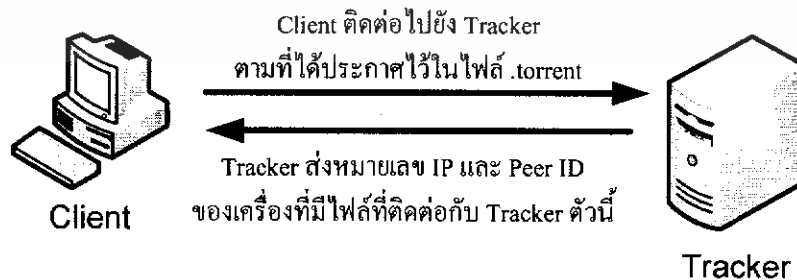 Client ติดต่อไปยัง Tracker
ตามที่ได้ประกาศไว้ในไฟล์ .torrent
Tracker ส่งหมายเลข IP และ Peer ID
ของเครื่องที่มีไฟล์ที่ติดต่อกับ Tracker ตัวนี้
Client
Tracker